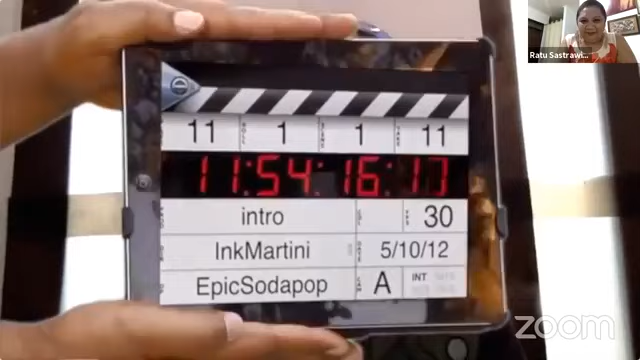 11 1 1 11
11:54:16:17
intro 30
InkMartini 5/10/12
EpicSodapop A INT
Ratu Sastrawi...
zoom